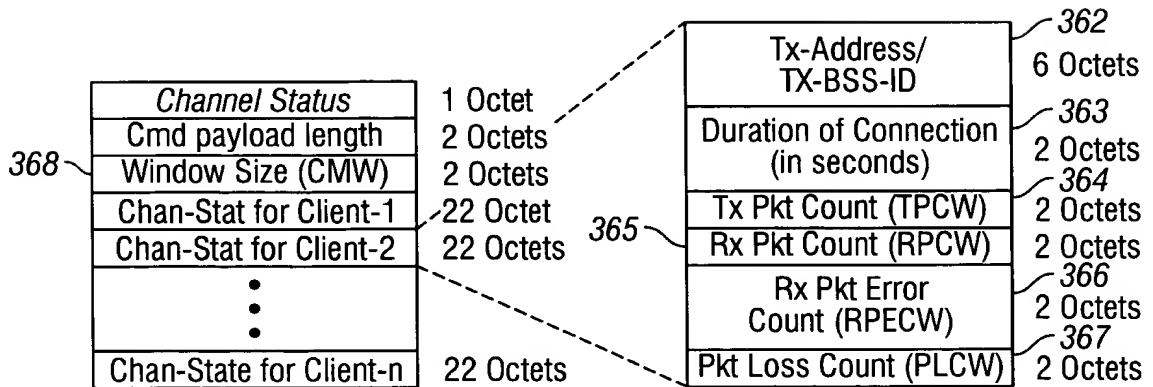 Channel Status 1 Octet
Cmd payload length 2 Octets
368 Window Size (CMW) 2 Octets
Chan-Stat for Client-1 22 Octet
Chan-Stat for Client-2 22 Octets
Chan-State for Client-n 22 Octets
362
Tx-Address/
TX-BSS-ID
6 Octets
363
Duration of Connection
(in seconds)
2 Octets
364
Tx Pkt Count (TPCW) 2 Octets
365 Rx Pkt Count (RPCW) 2 Octets
366
Rx Pkt Error
Count (RPECW)
2 Octets
367
Pkt Loss Count (PLCW) 2 Octets